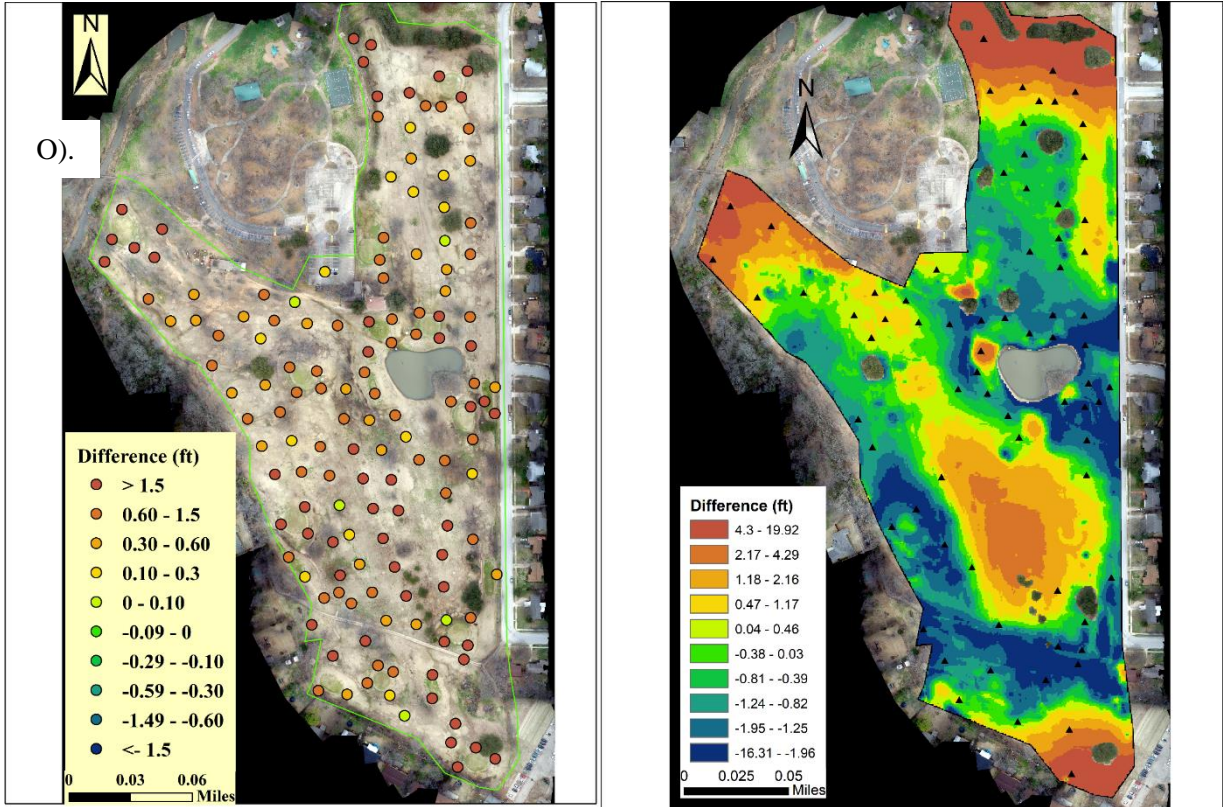 N
O).
Difference (ft)
> 1.5
0.60 - 1.5
0.30 - 0.60
0.10 - 0.3
0 - 0.10
-0.09 - 0
-0.29 - -0.10
-0.59 - -0.30
-1.49 - -0.60
<- 1.5
0 0.03 0.06
Miles
N
Difference (ft)
4.3 - 19.92
2.17 - 4.29
1.18 - 2.16
0.47 - 1.17
0.04 - 0.46
-0.38 - 0.03
-0.81 - -0.39
-1.24 - -0.82
-1.95 - -1.25
-16.31 - -1.96
0 0.025 0.05
Miles